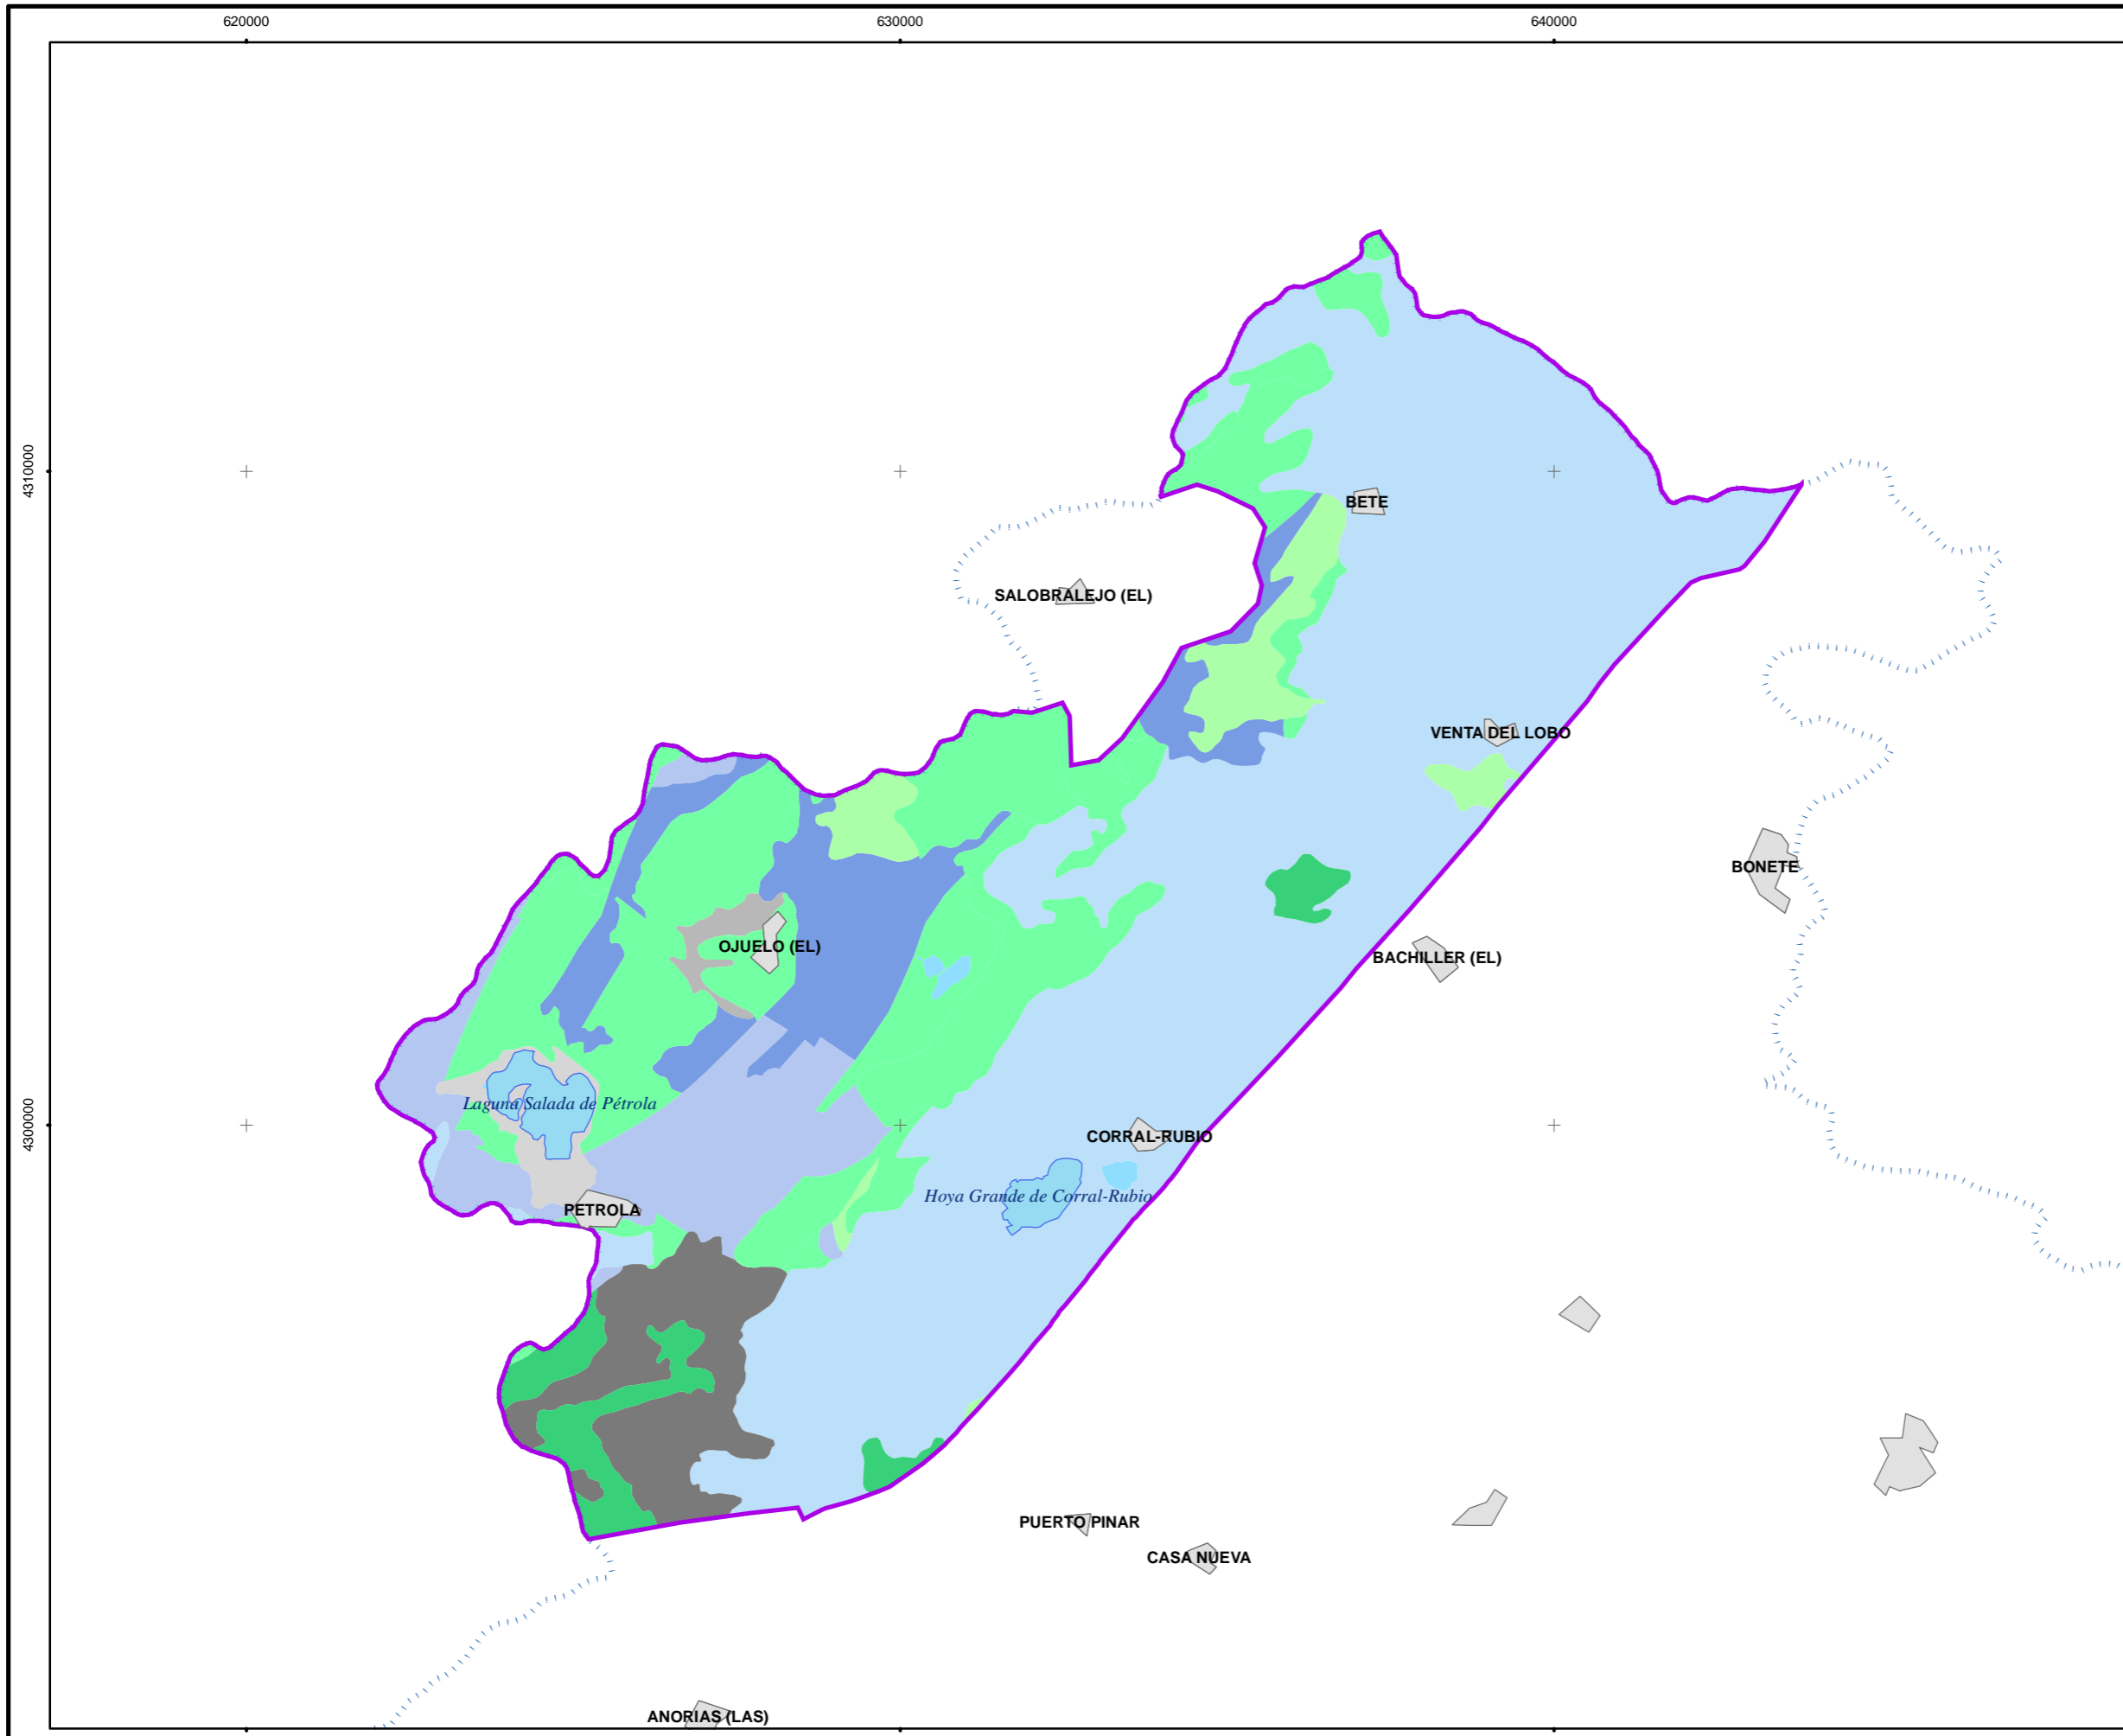 620000
630000
640000
4310000
BETE
SALOBRALEJO (EL)
VENTA DEL LOBO
BONETE
OJUELO (EL)
BACHILLER (EL)
Laguna Salada de Pétrola
4300000
CORRAL-RUBIO
Hoya Grande de Corral-Rubio
PETROLA
PUERTO PINAR
CASA NUEVA
ANORIAS (LAS)